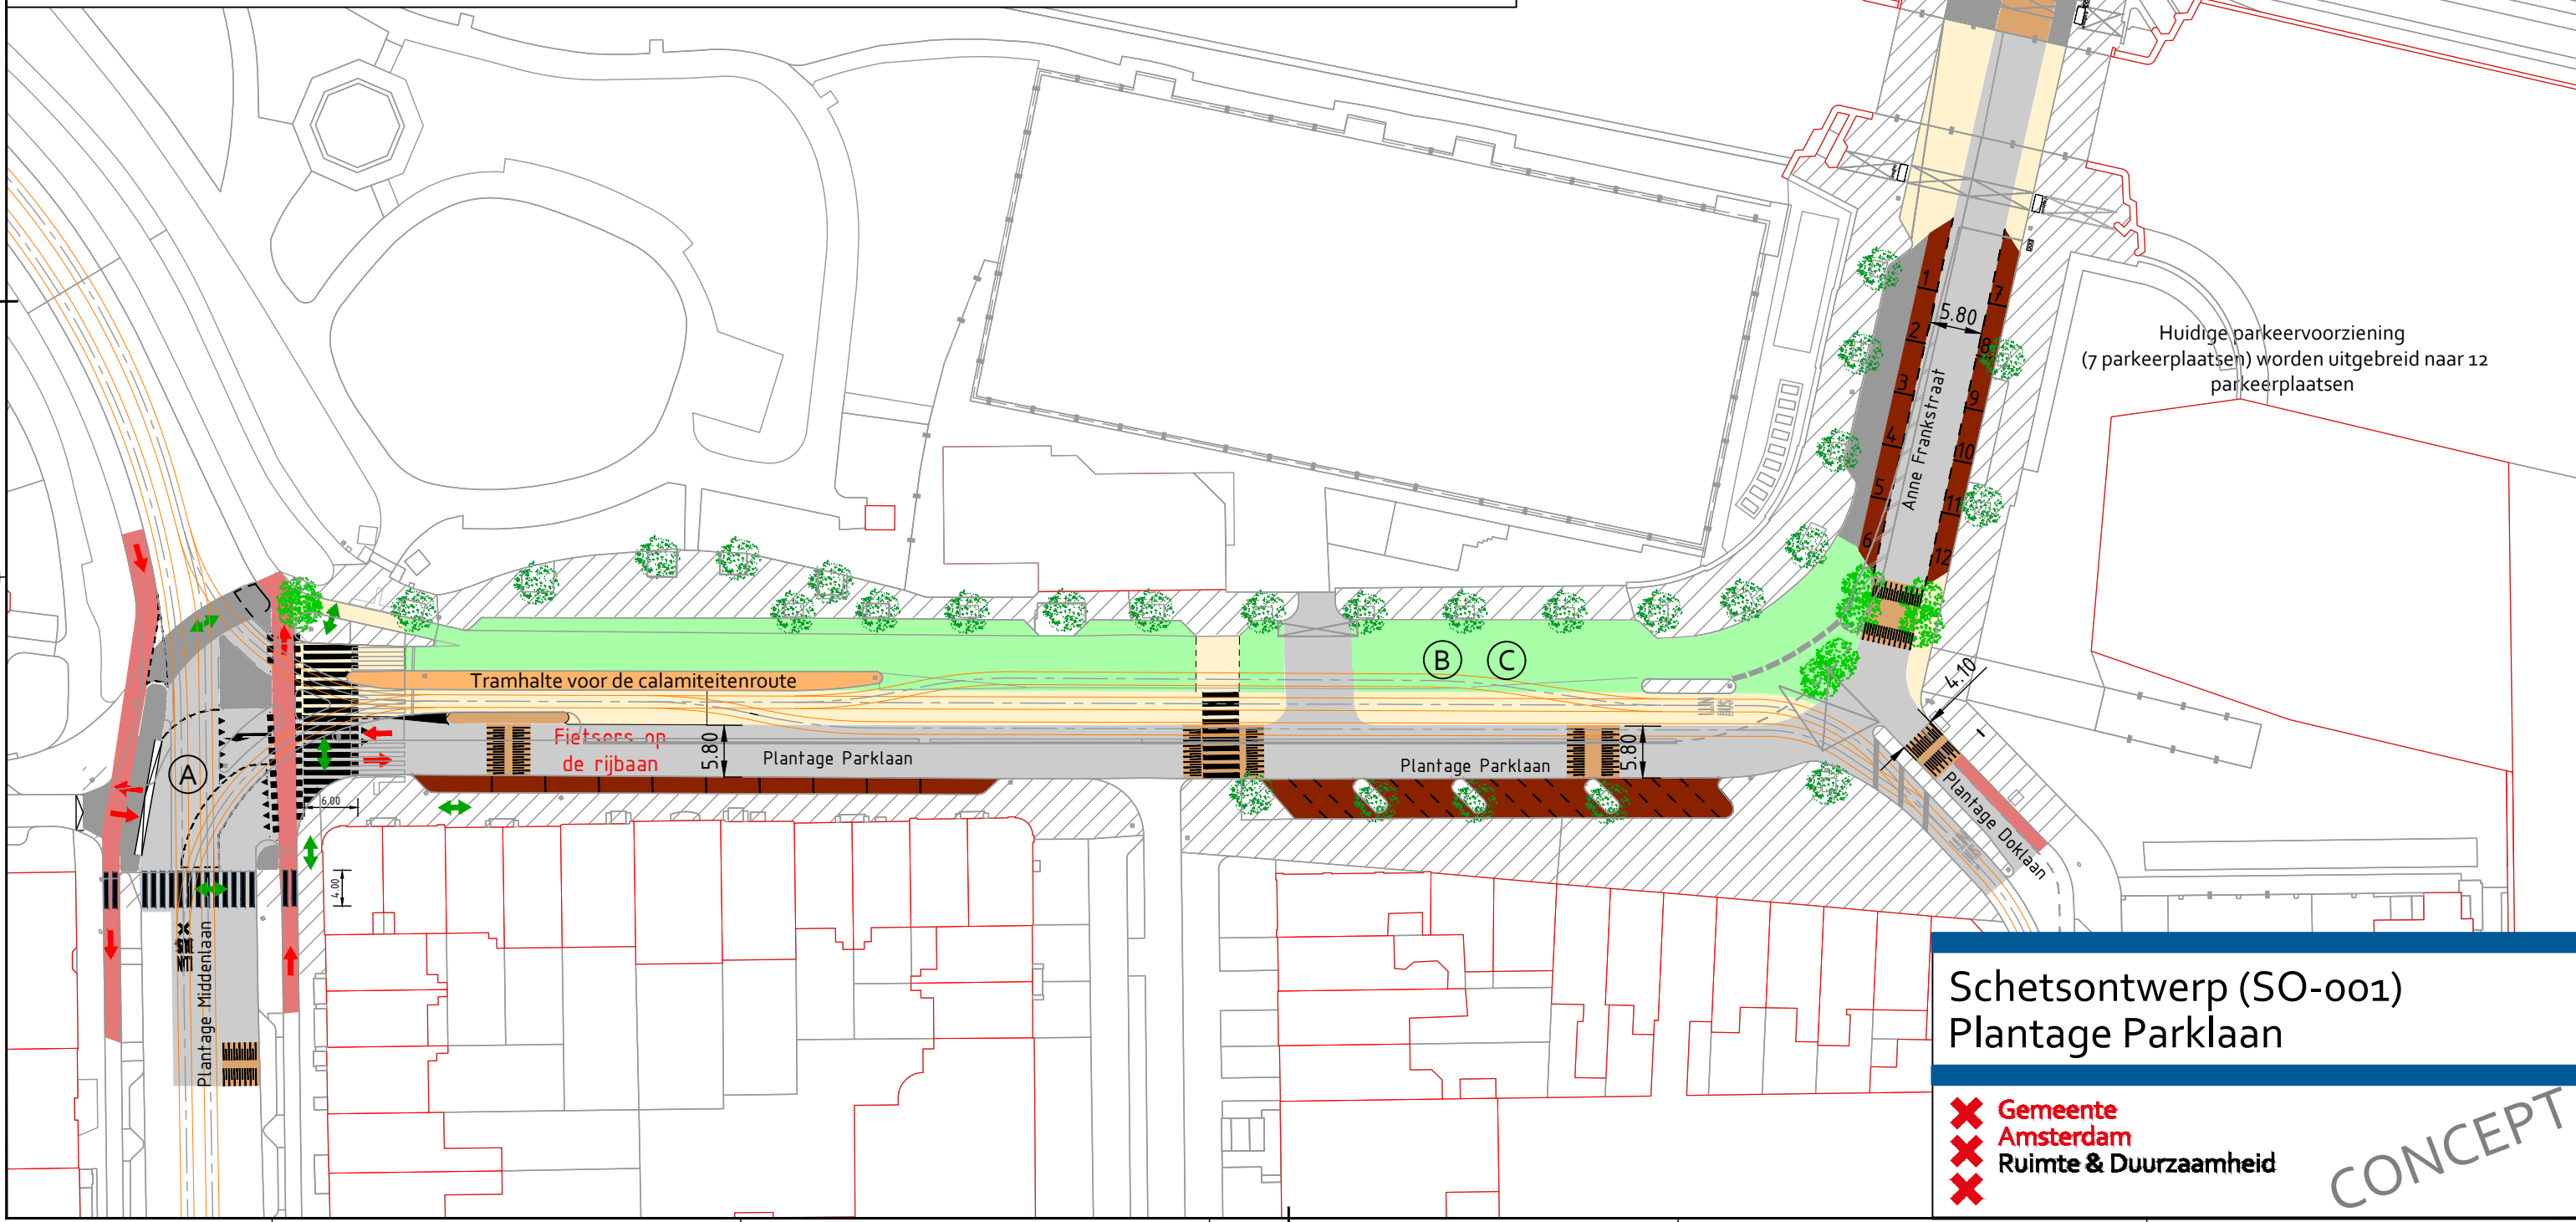 Huidige parkeervoorziening
(7 parkeerplaatsen) worden uitgebreid naar 12
parkeerplaatsen
1
2
3
4
5
6
7
8
9
10
11
12
5.80
Anne Frankstraat
B
C
Tramhalte voor de calamiteitenroute
Fietsers op
de rijbaan
5.80
Plantage Parklaan
Plantage Parklaan
5.80
LIJN
BUS
4.10
Plantage Doklaan
A
6.00
4.00
Plantage Middenlaan
Schetsontwerp (SO-001)
Plantage Parklaan
Gemeente
Amsterdam
Ruimte & Duurzaamheid
CONCEPT